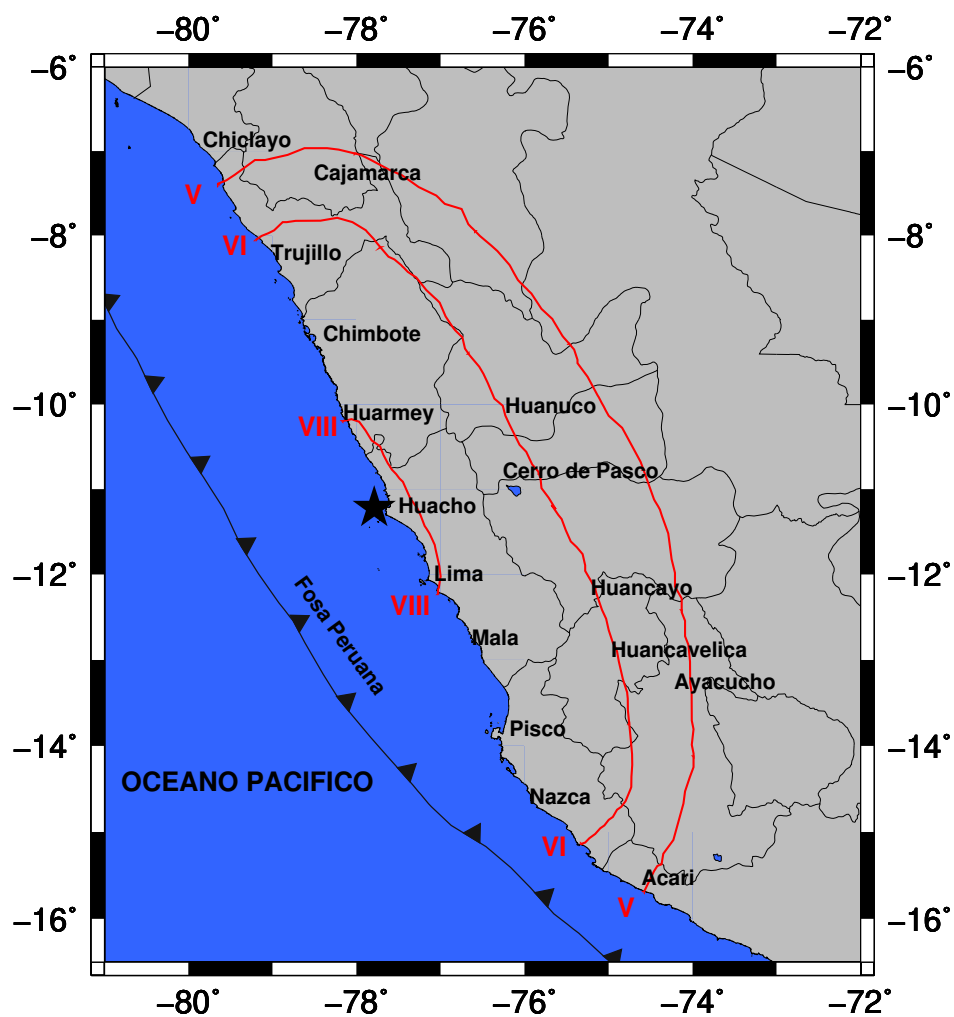 −80° −78° −76° −74° −72°
−6° −6°
Chiclayo
Cajamarca
V
−8° −8°
VI
Trujillo
Chimbote
−10° −10°
Huarmey
Huanuco
VIII
Cerro de Pasco
Huacho
−12° −12°
Lima
Huancayo
VIII
Fosa Peruana
Mala
Huancavelica
Ayacucho
−14° −14°
Pisco
OCEANO PACIFICO
Nazca
VI
Acari
V
−16° −16°
−80° −78° −76° −74° −72°